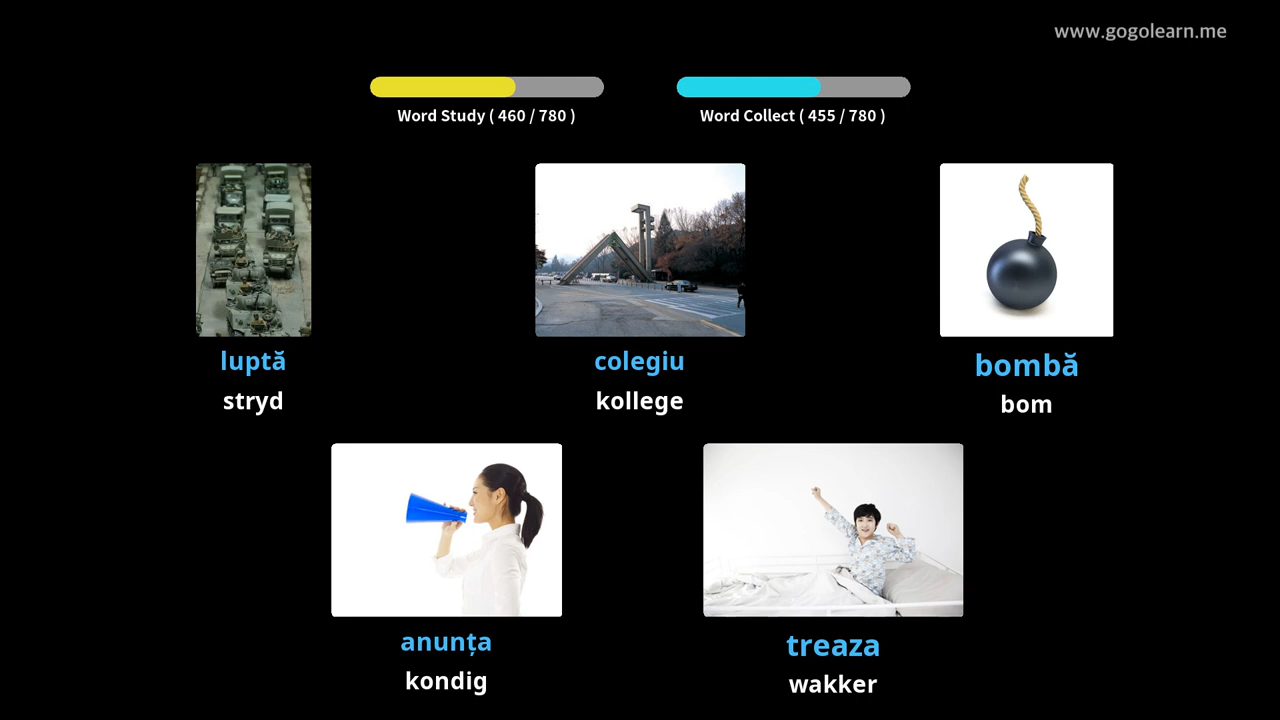 www.gogolearn.me
Word Study ( 460 / 780 )
Word Collect ( 455 / 780 )
luptă
stryd
colegiu
kollege
bombă
bom
anunța
kondig
treaza
wakker